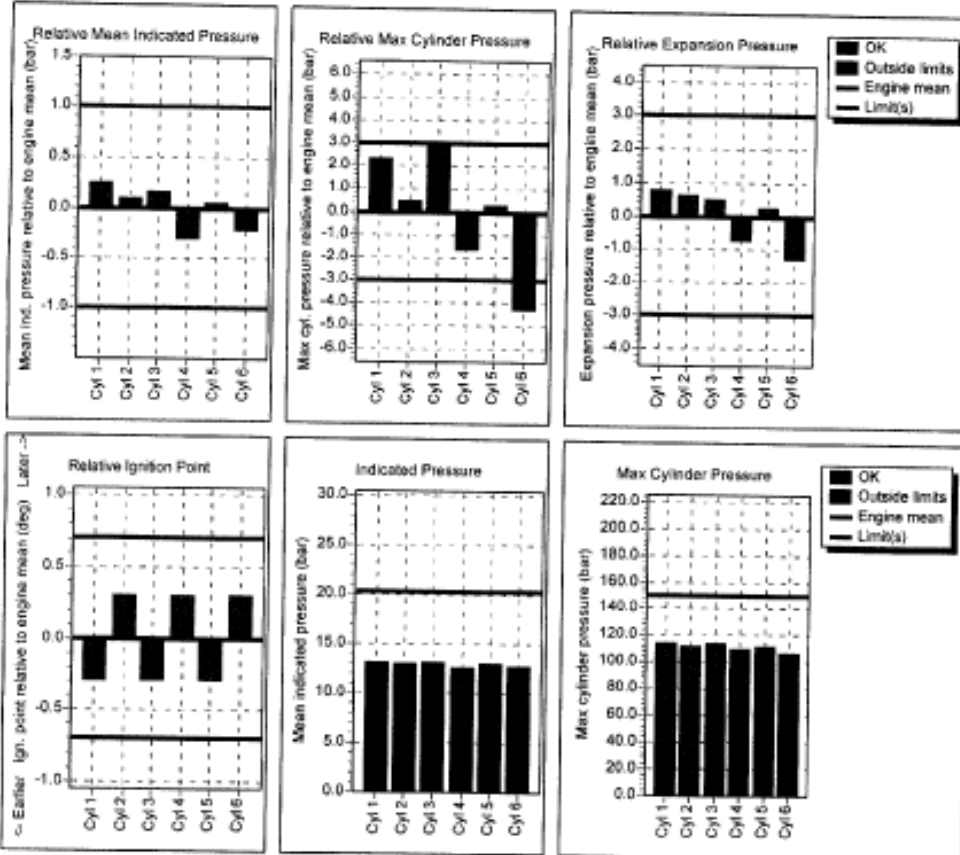 Relative Mean Indicated Pressure
Mean ind. pressure relative to engine mean (bar)
1.5
1.0
0.5
0.0
-0.5
-1.0
Cyl 1
Cyl 2
Cyl 3
Cyl 4
Cyl 5
Cyl 6
Relative Max Cylinder Pressure
Max cyl. pressure relative to engine mean (bar)
6.0
5.0
4.0
3.0
2.0
1.0
0.0
-1.0
-2.0
-3.0
-4.0
-5.0
-6.0
Cyl 1
Cyl 2
Cyl 3
Cyl 4
Cyl 5
Cyl 6
Relative Expansion Pressure
Expansion pressure relative to engine mean (bar)
4.0
3.0
2.0
1.0
0.0
-1.0
-2.0
-3.0
-4.0
Cyl 1
Cyl 2
Cyl 3
Cyl 4
Cyl 5
Cyl 6
OK
Outside limits
Engine mean
Limit(s)
Relative Ignition Point
<- Earlier Ign. point relative to engine mean (deg) Later ->
1.0
0.5
0.0
-0.5
-1.0
Cyl 1
Cyl 2
Cyl 3
Cyl 4
Cyl 5
Cyl 6
Indicated Pressure
Mean indicated pressure (bar)
30.0
25.0
20.0
15.0
10.0
5.0
0.0
Cyl 1
Cyl 2
Cyl 3
Cyl 4
Cyl 5
Cyl 6
Max Cylinder Pressure
Max cylinder pressure (bar)
220.0
200.0
180.0
160.0
140.0
120.0
100.0
80.0
60.0
40.0
20.0
0.0
Cyl 1
Cyl 2
Cyl 3
Cyl 4
Cyl 5
Cyl 6
OK
Outside limits
Engine mean
Limit(s)